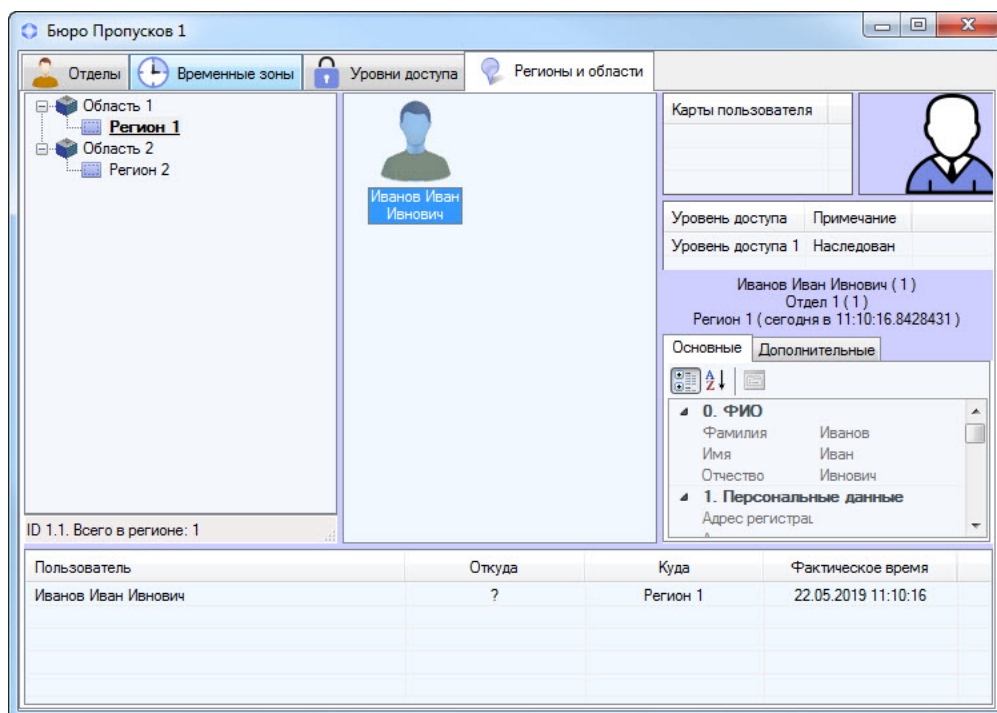 Бюро Пропусков 1
Отделы
Временные зоны
Уровни доступа
Регионы и области
Область 1
Регион 1
Область 2
Регион 2
ID 1.1. Всего в регионе: 1
Иванов Иван
Ивнович
Карты пользователя
Уровень доступа Примечание
Уровень доступа 1 Наследован
Иванов Иван Ивнович ( 1 )
Отдел 1 ( 1 )
Регион 1 ( сегодня в 11:10:16.8428431 )
Основные Дополнительные
0. ФИО
Фамилия Иванов
Имя Иван
Отчество Ивнович
1. Персональные данные
Адрес регистрац
Пользователь Откуда Куда Фактическое время
Иванов Иван Ивнович ? Регион 1 22.05.2019 11:10:16